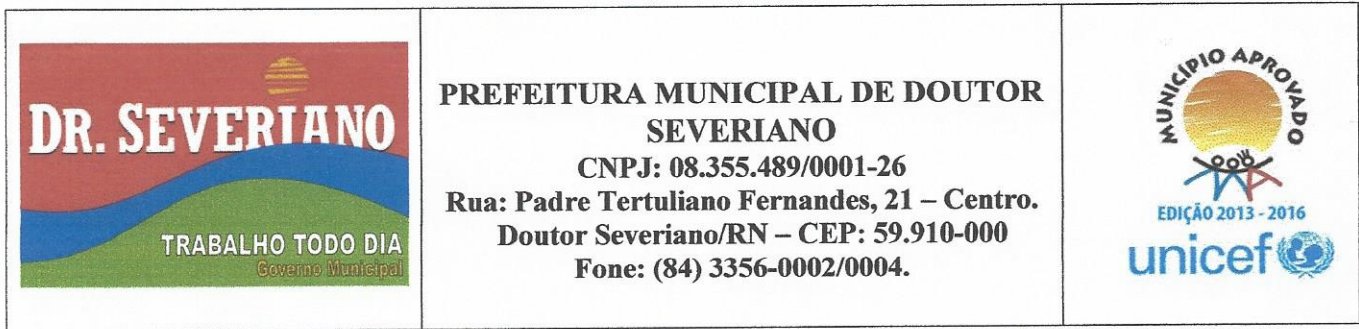 DR. SEVERIANO
TRABALHO TODO DIA
Governo Municipal
PREFEITURA MUNICIPAL DE DOUTOR
SEVERIANO
CNPJ: 08.355.489/0001-26
Rua: Padre Tertuliano Fernandes, 21 – Centro.
Doutor Severiano/RN – CEP: 59.910-000
Fone: (84) 3356-0002/0004.
MUNICÍPIO APROVADO
EDIÇÃO 2013 - 2016
unicef